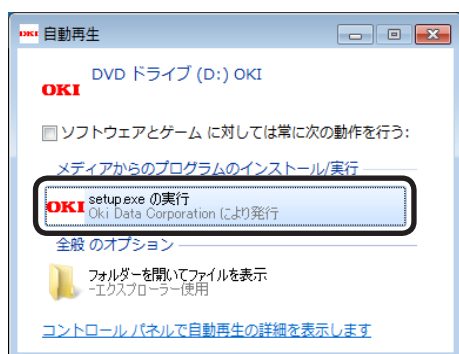 OKI 自動再生
DVD ドライブ (D:) OKI
OKI
ソフトウェアとゲーム に対しては常に次の動作を行う:
メディアからのプログラムのインストール/実行
OKI setup.exe の実行
Oki Data Corporation により発行
全般 のオプション
フォルダーを開いてファイルを表示
-エクスプローラー使用
コントロール パネルで自動再生の詳細を表示します